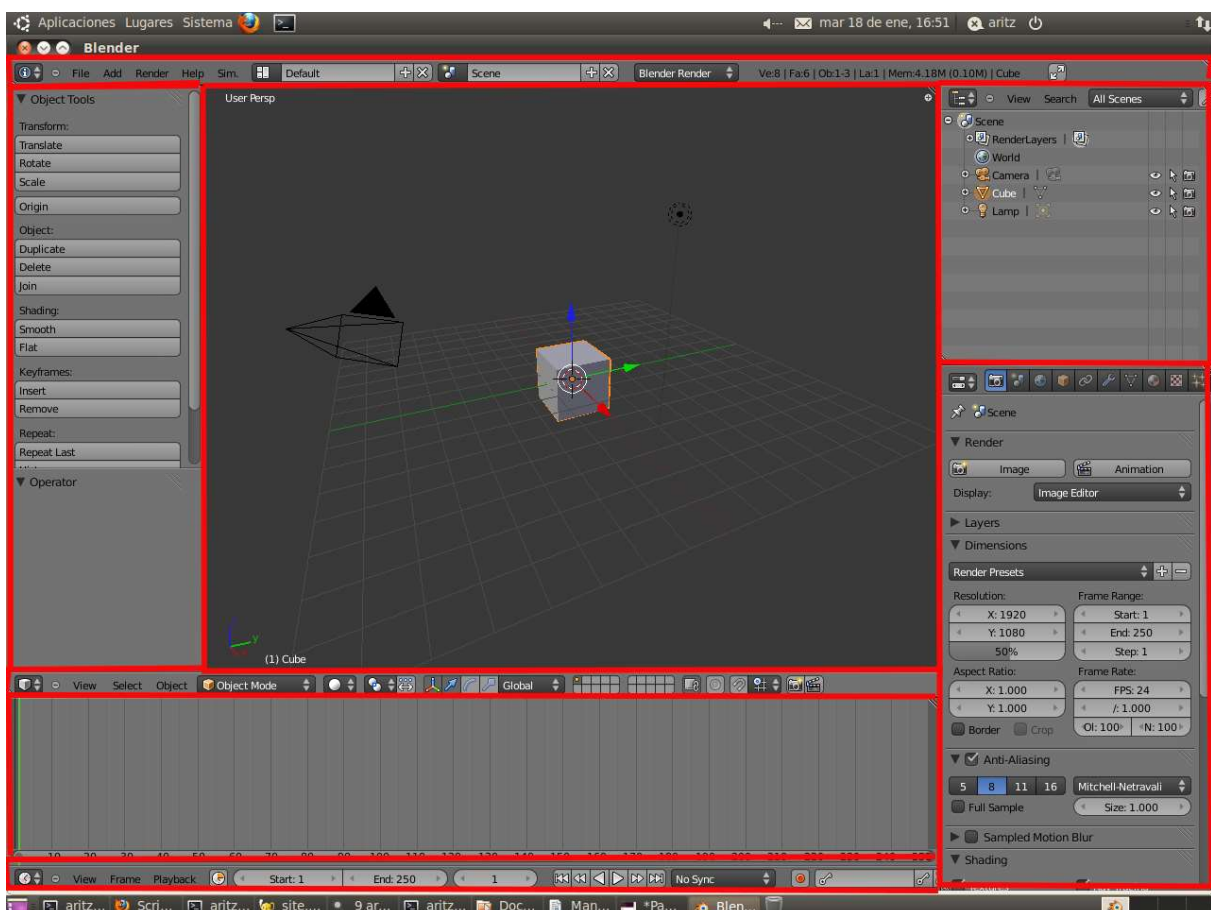 Aplicaciones Lugares Sistema mar 18 de ene, 16:51 aritz
Blender
File Add Render Help Sim. Default Scene Blender Render Ve:8 | Fa:6 | Ob:1-3 | La:1 | Mem:4.18M (0.10M) | Cube
Object Tools
Transform:
Translate
Rotate
Scale
Origin
Object:
Duplicate
Delete
Join
Shading:
Smooth
Flat
Keyframes:
Insert
Remove
Repeat:
Repeat Last
Operator
User Persp
(1) Cube
View Search All Scenes
Scene
RenderLayers |
World
Camera |
Cube |
Lamp |
Scene
Render
Image Animation
Display: Image Editor
Layers
Dimensions
Render Presets
Resolution: Frame Range:
X: 1920 Start: 1
Y: 1080 End: 250
50% Step: 1
Aspect Ratio: Frame Rate:
X: 1.000 FPS: 24
Y: 1.000 /: 1.000
Border Crop Ol: 100 N: 100
Anti-Aliasing
5 8 11 16 Mitchell-Netravali
Full Sample Size: 1.000
Sampled Motion Blur
Shading
View Select Object Object Mode Global
View Frame Playback Start: 1 End: 250 1 No Sync
aritz... Scri... aritz... site.... 9 ar... aritz... Doc... Man... *Pa... Blen...